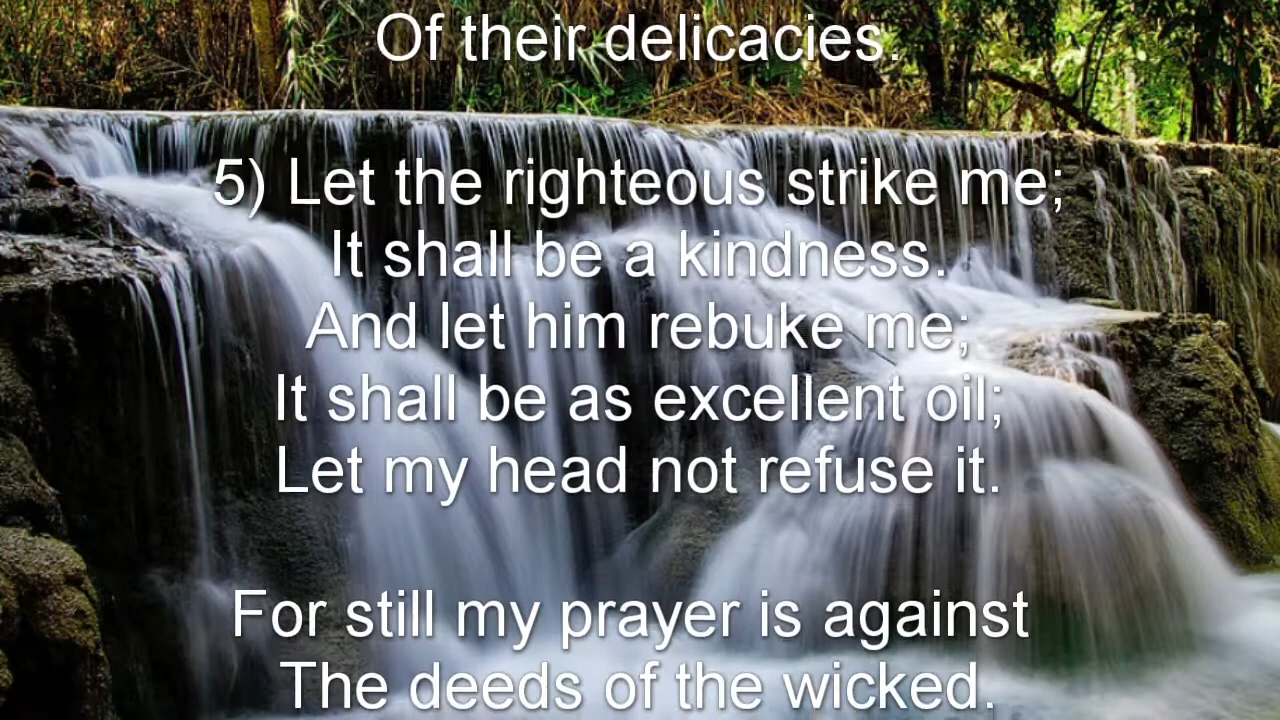 Of their delicacies.
5) Let the righteous strike me;
It shall be a kindness.
And let him rebuke me;
It shall be as excellent oil;
Let my head not refuse it.
For still my prayer is against
The deeds of the wicked.